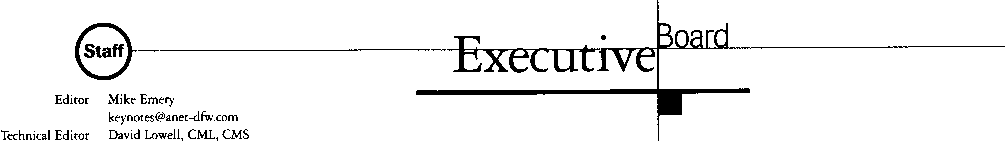 Staff
Executive Board
Editor Mike Emery
keynotes@anet-dfw.com
Technical Editor David Lowell, CML, CMS